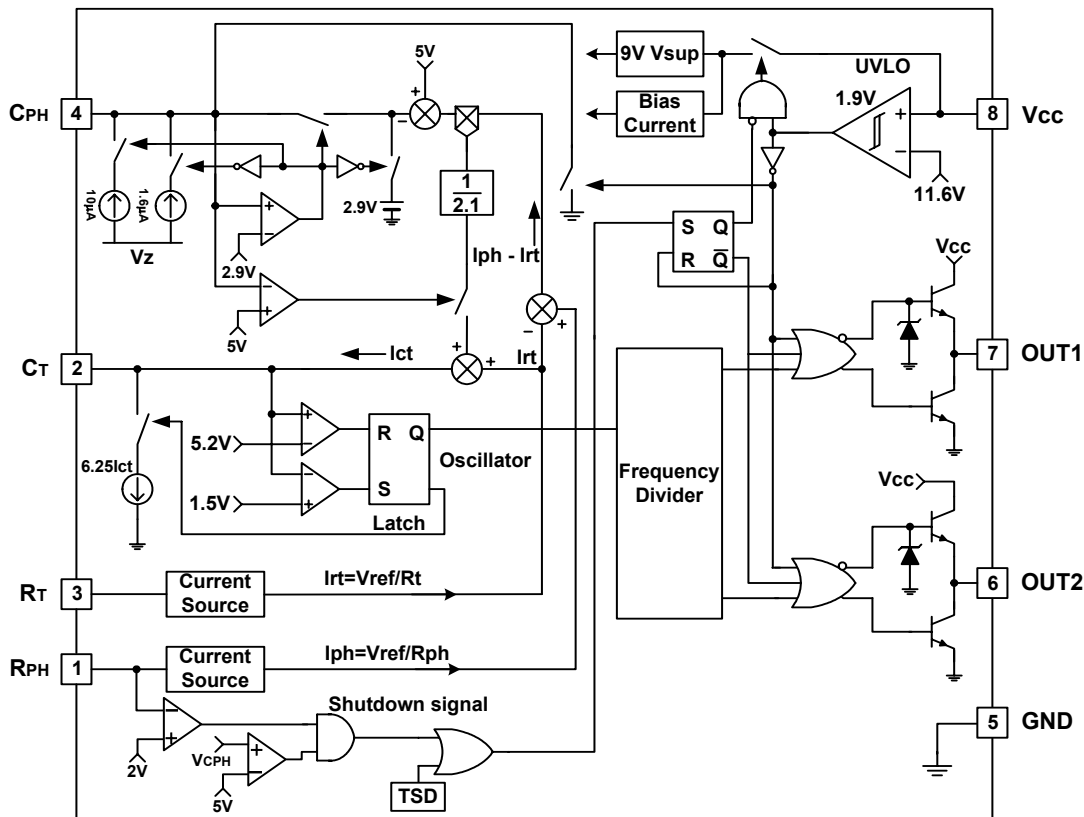 5V
9V Vsup
UVLO
CPH
4
+
−
Bias
Current
1.9V
+
−
8
Vcc
10µA
1.6µA
2.9V
1
2.1
11.6V
Vz
+
−
2.9V
Iph - Irt
S Q
R Q
Vcc
−
+
5V
−
+
+
+
Ict
Irt
CT
2
7
OUT1
+
−
5.2V
R Q
S
Oscillator
Latch
6.25Ict
−
+
1.5V
Frequency
Divider
Vcc
RT
3
Current
Source
Irt=Vref/Rt
6
OUT2
RPH
1
Current
Source
Iph=Vref/Rph
Shutdown signal
−
+
2V
VCPH
+
−
5V
TSD
5
GND